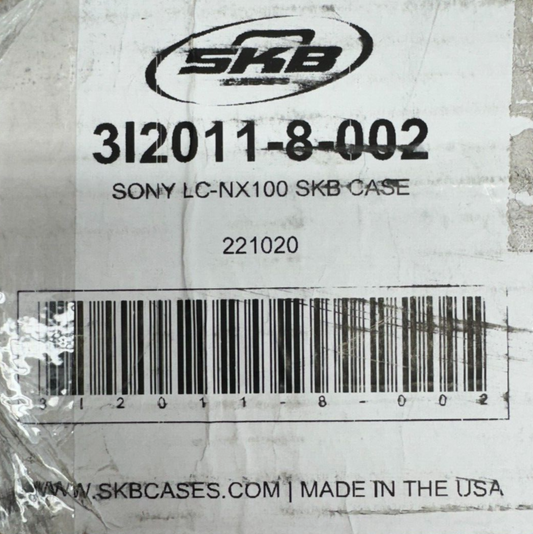 SKB
CASES
3I2011-8-002
SONY LC-NX100 SKB CASE
221020
3I2011-8-002
WWW.SKBCASES.COM | MADE IN THE USA